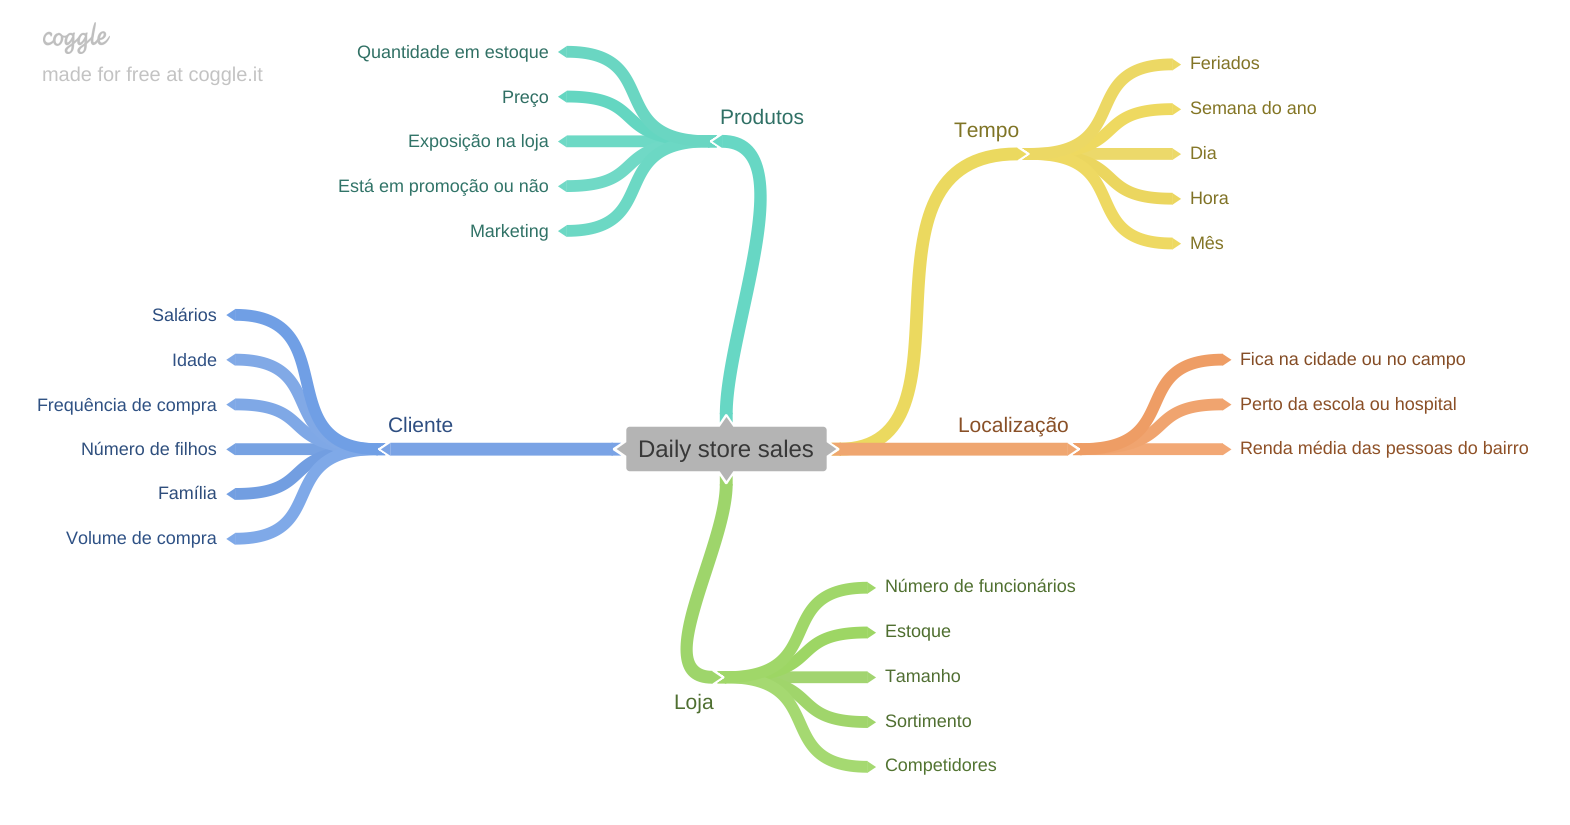 coggle
made for free at coggle.it
Produtos
Quantidade em estoque
Preço
Exposição na loja
Está em promoção ou não
Marketing
Tempo
Feriados
Semana do ano
Dia
Hora
Mês
Cliente
Salários
Idade
Frequência de compra
Número de filhos
Família
Volume de compra
Daily store sales
Localização
Fica na cidade ou no campo
Perto da escola ou hospital
Renda média das pessoas do bairro
Loja
Número de funcionários
Estoque
Tamanho
Sortimento
Competidores